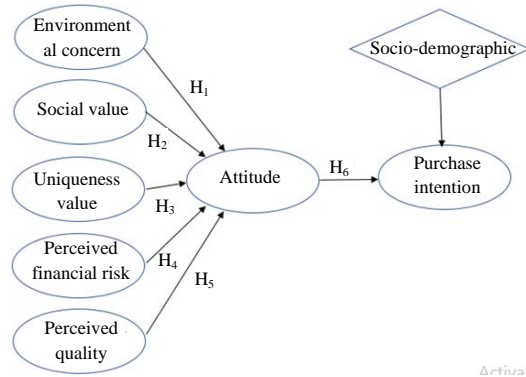 Environment
al concern
Socio-demographic
H₁
Social value
H₂
Attitude
H₆
Purchase
intention
Uniqueness
value
H₃
Perceived
financial risk
H₄
H₅
Perceived
quality
Activa